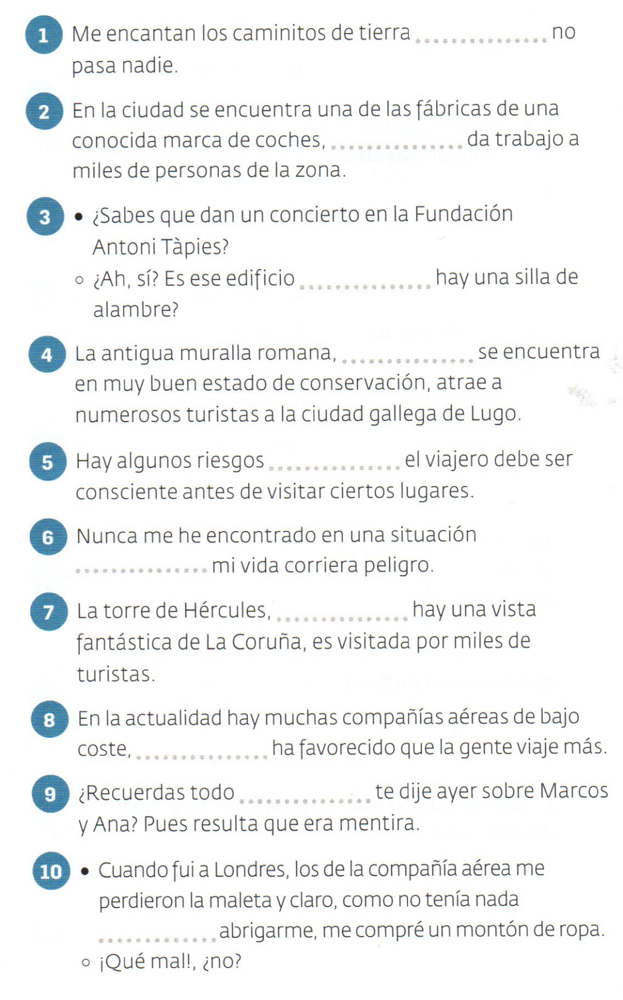 1 Me encantan los caminitos de tierra ............... no
pasa nadie.
2 En la ciudad se encuentra una de las fábricas de una
conocida marca de coches, ............... da trabajo a
miles de personas de la zona.
3 • ¿Sabes que dan un concierto en la Fundación
Antoni Tàpies?
○ ¿Ah, sí? Es ese edificio ............... hay una silla de
alambre?
4 La antigua muralla romana, ............... se encuentra
en muy buen estado de conservación, atrae a
numerosos turistas a la ciudad gallega de Lugo.
5 Hay algunos riesgos ............... el viajero debe ser
consciente antes de visitar ciertos lugares.
6 Nunca me he encontrado en una situación
............... mi vida corriera peligro.
7 La torre de Hércules, ............... hay una vista
fantástica de La Coruña, es visitada por miles de
turistas.
8 En la actualidad hay muchas compañías aéreas de bajo
coste, ............... ha favorecido que la gente viaje más.
9 ¿Recuerdas todo ............... te dije ayer sobre Marcos
y Ana? Pues resulta que era mentira.
10 • Cuando fui a Londres, los de la compañía aérea me
perdieron la maleta y claro, como no tenía nada
.............. abrigarme, me compré un montón de ropa.
○ ¡Qué mal!, ¿no?